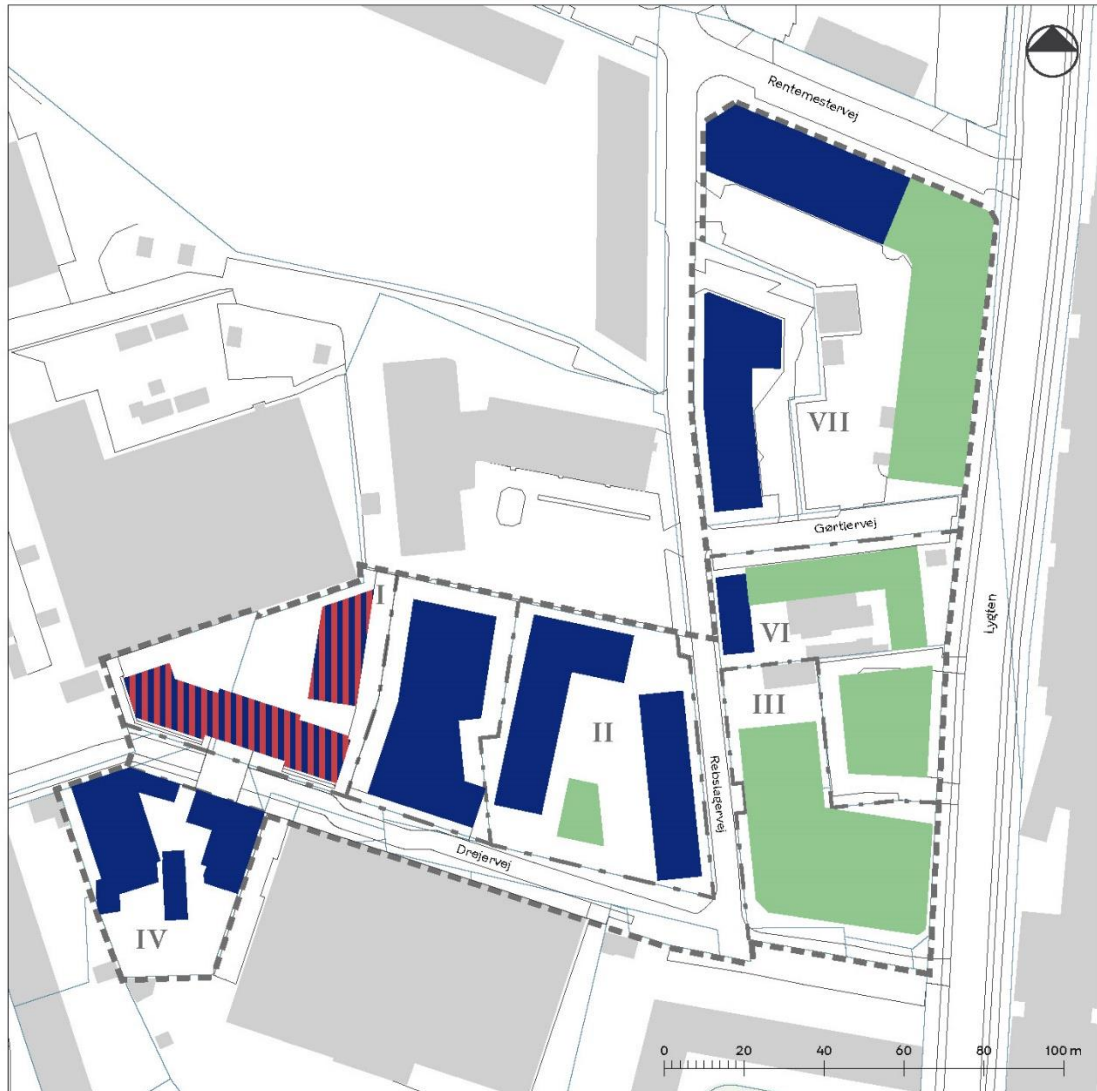 Rentemestervej
VII
Gørtlervej
I
VI
Lygten
II
III
Rebslagervej
Drejervej
IV
0 20 40 60 80 100 m